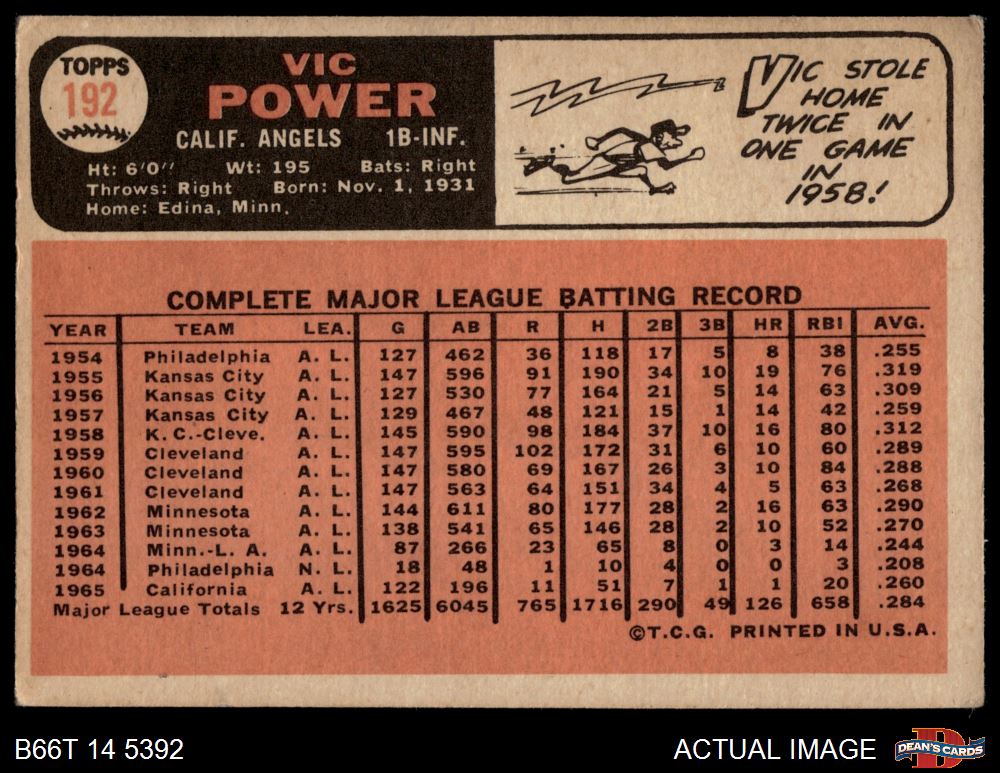 TOPPS
192
VIC
POWER
CALIF. ANGELS 1B-INF.
Ht: 6'0" Wt: 195 Bats: Right
Throws: Right Born: Nov. 1, 1931
Home: Edina, Minn.
VIC STOLE
HOME
TWICE IN
ONE GAME
IN
1958!
COMPLETE MAJOR LEAGUE BATTING RECORD
YEAR TEAM LEA. G AB R H 2B 3B HR RBI AVG.
1954 Philadelphia A. L. 127 462 36 118 17 5 8 38 .255
1955 Kansas City A. L. 147 596 91 190 34 10 19 76 .319
1956 Kansas City A. L. 127 530 77 164 21 5 14 63 .309
1957 Kansas City A. L. 129 467 48 121 15 1 14 42 .259
1958 K. C.-Cleve. A. L. 145 590 98 184 37 10 16 80 .312
1959 Cleveland A. L. 147 595 102 172 31 6 10 60 .289
1960 Cleveland A. L. 147 580 69 167 26 3 10 84 .288
1961 Cleveland A. L. 147 563 64 151 34 4 5 63 .268
1962 Minnesota A. L. 144 611 80 177 28 2 16 63 .290
1963 Minnesota A. L. 138 541 65 146 28 2 10 52 .270
1964 Minn.-L. A. A. L. 87 266 23 65 8 0 3 14 .244
1964 Philadelphia N. L. 18 48 1 10 4 0 0 3 .208
1965 California A. L. 122 196 11 51 7 1 1 20 .260
Major League Totals 12 Yrs. 1625 6045 765 1716 290 49 126 658 .284
©T.C.G. PRINTED IN U.S.A.
B66T 14 5392
ACTUAL IMAGE
D
DEAN'S CARDS